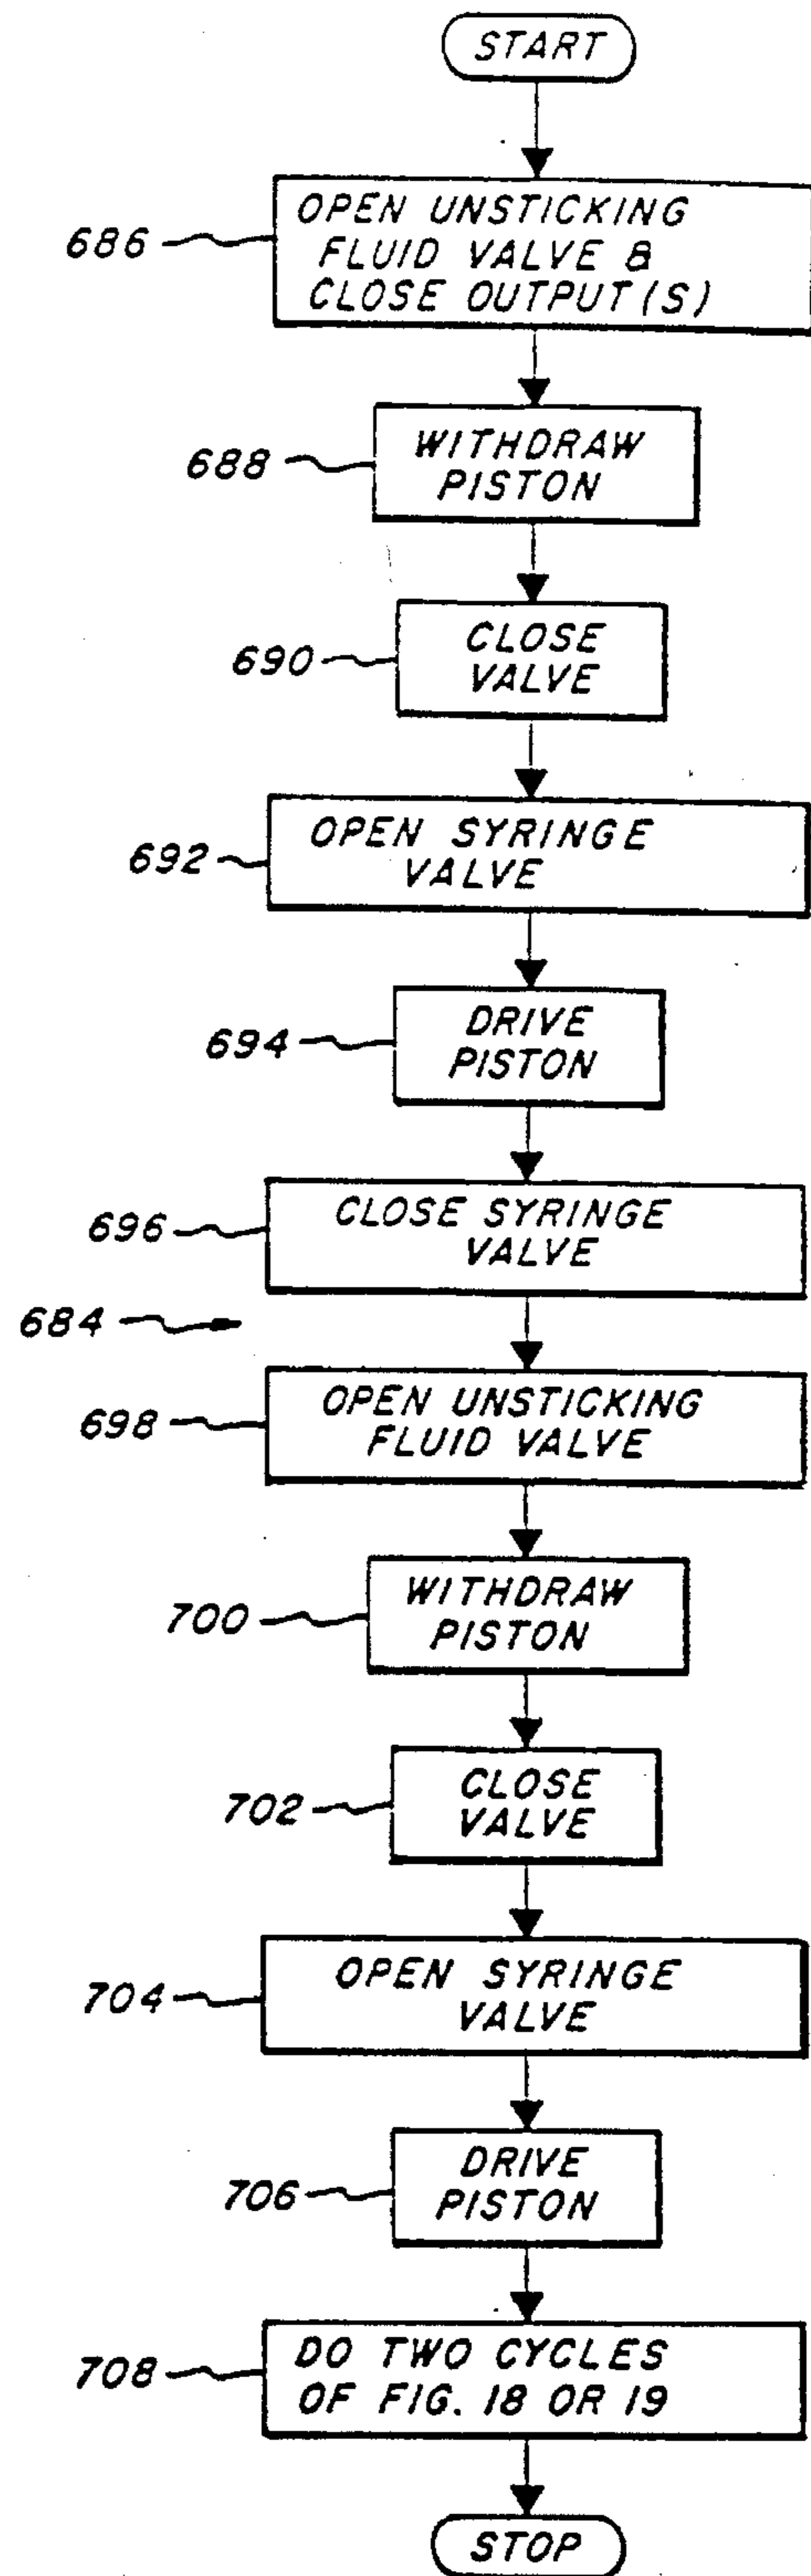 START
686
OPEN UNSTICKING
FLUID VALVE &
CLOSE OUTPUT(S)
688
WITHDRAW
PISTON
690
CLOSE
VALVE
692
OPEN SYRINGE
VALVE
694
DRIVE
PISTON
696
CLOSE SYRINGE
VALVE
684
698
OPEN UNSTICKING
FLUID VALVE
700
WITHDRAW
PISTON
702
CLOSE
VALVE
704
OPEN SYRINGE
VALVE
706
DRIVE
PISTON
708
DO TWO CYCLES
OF FIG. 18 OR 19
STOP